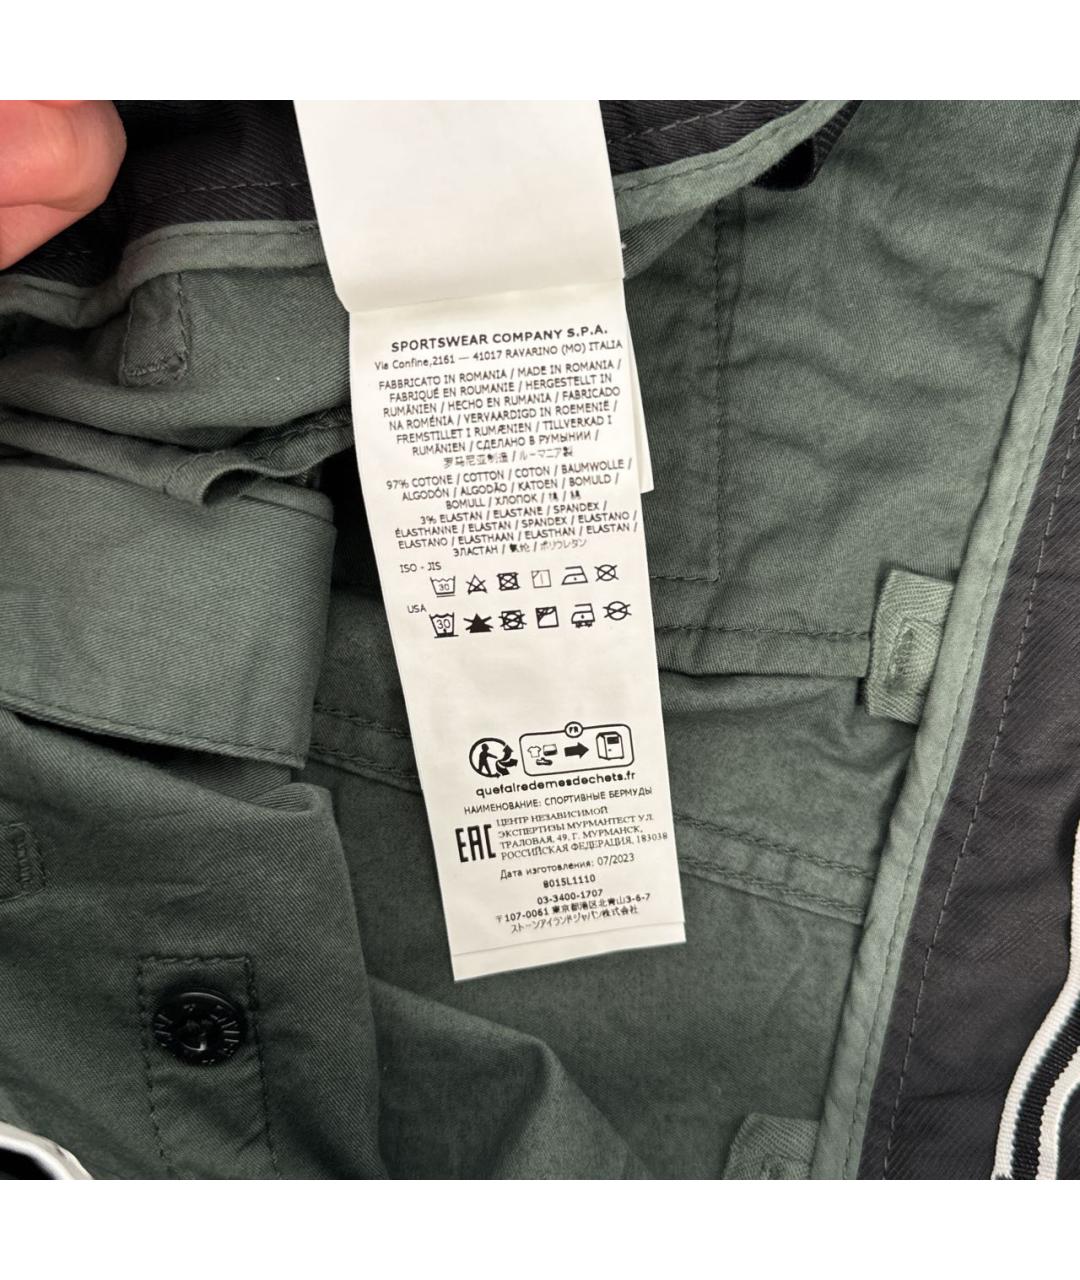 SPORTSWEAR COMPANY S.P.A.
Via Confine,2161 — 41017 RAVARINO (MO) ITALIA
FABBRICATO IN ROMANIA / MADE IN ROMANIA /
FABRIQUÉ EN ROUMANIE / HERGESTELLT IN
RUMÄNIEN / HECHO EN RUMANIA / FABRICADO
NA ROMÉNIA / VERVAARDIGD IN ROEMENIË /
FREMSTILLET I RUMÆNIEN / TILLVERKAD I
RUMÄNIEN / СДЕЛАНО В РУМЫНИИ /
罗马尼亚制造 / ルーマニア製
97% COTONE / COTTON / COTON / BAUMWOLLE /
ALGODÓN / ALGODÃO / KATOEN / BOMULD /
BOMULL / ХЛОПОК / 棉 / 綿
3% ELASTAN / ELASTANE / SPANDEX /
ÉLASTHANNE / ELASTAN / SPANDEX / ELASTANO /
ELASTANO / ELASTHAAN / ELASTHAN / ELASTAN /
ЭЛАСТАН / 氨纶 / ポリウレタン
ISO - JIS
30
USA
30
FR
quefairedemesdechets.fr
НАИМЕНОВАНИЕ: СПОРТИВНЫЕ БЕРМУДЫ
EAC
ЦЕНТР НЕЗАВИСИМОЙ
ЭКСПЕРТИЗЫ МУРМАНТЕСТ УЛ.
ТРАЛОВАЯ, 49, Г. МУРМАНСК,
РОССИЙСКАЯ ФЕДЕРАЦИЯ, 183038
Дата изготовления: 07/2023
8015L1110
03-3400-1707
〒107-0061 東京都港区北青山3-6-7
ストーンアイランドジャパン株式会社